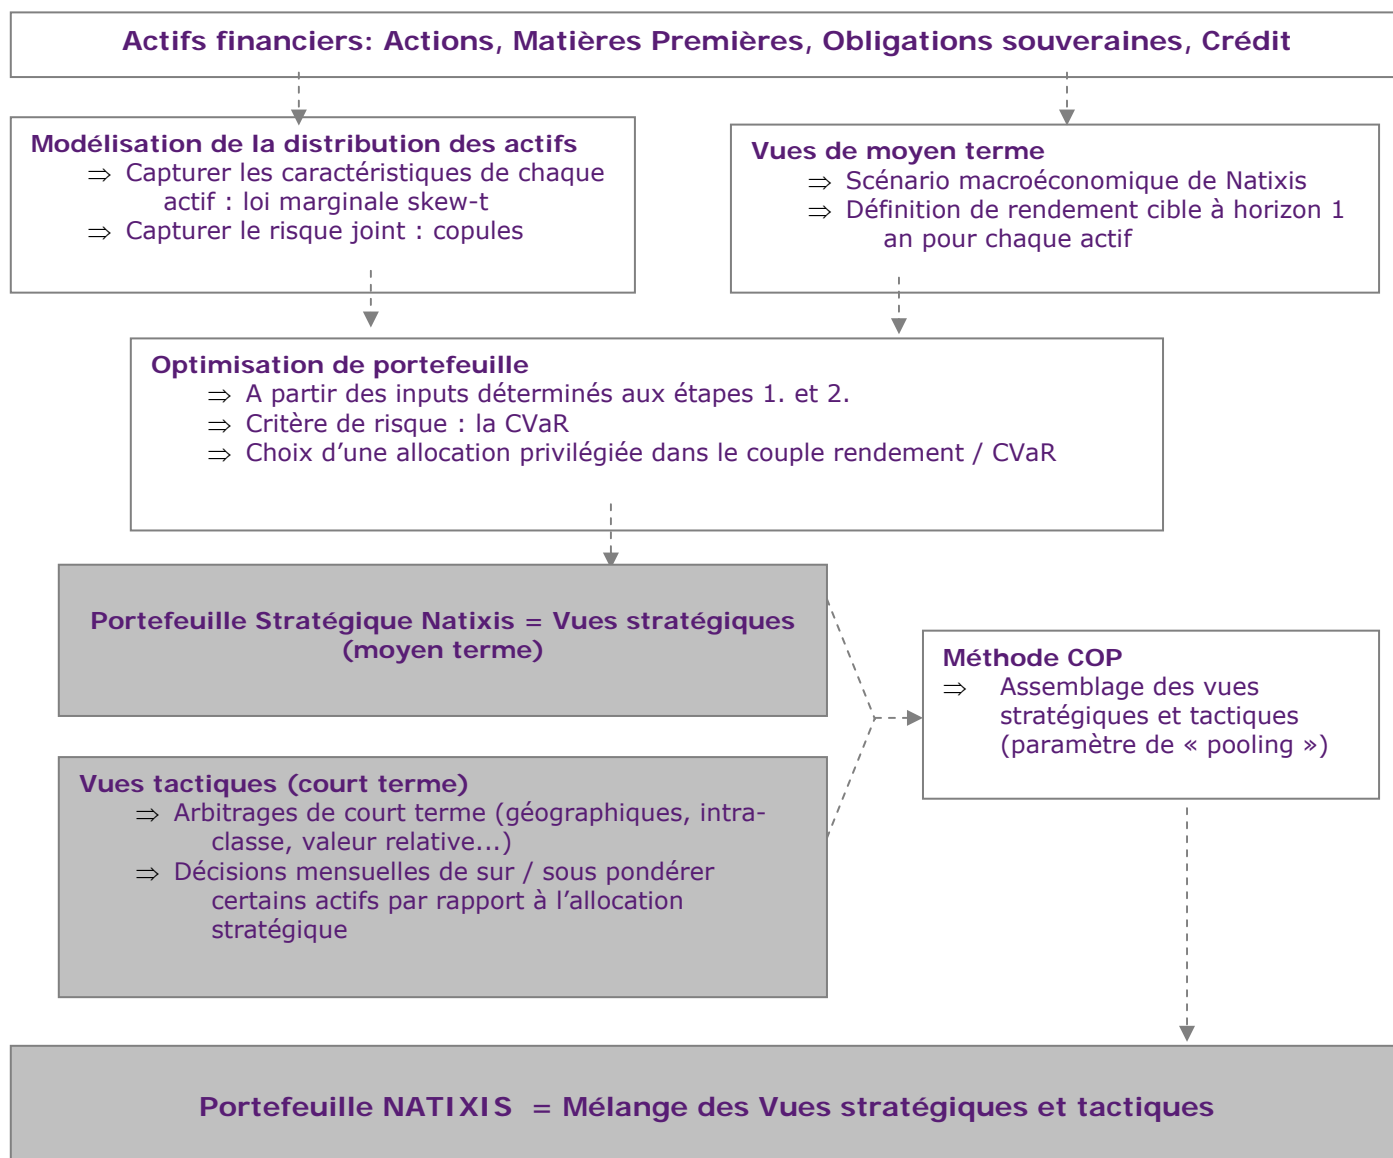 Actifs financiers: Actions, Matières Premières, Obligations souveraines, Crédit
Modélisation de la distribution des actifs
⇒ Capturer les caractéristiques de chaque
actif : loi marginale skew-t
⇒ Capturer le risque joint : copules
Vues de moyen terme
⇒ Scénario macroéconomique de Natixis
⇒ Définition de rendement cible à horizon 1
an pour chaque actif
Optimisation de portefeuille
⇒ A partir des inputs déterminés aux étapes 1. et 2.
⇒ Critère de risque : la CVaR
⇒ Choix d’une allocation privilégiée dans le couple rendement / CVaR
Portefeuille Stratégique Natixis = Vues stratégiques
(moyen terme)
Méthode COP
⇒ Assemblage des vues
stratégiques et tactiques
(paramètre de « pooling »)
Vues tactiques (court terme)
⇒ Arbitrages de court terme (géographiques, intra-
classe, valeur relative...)
⇒ Décisions mensuelles de sur / sous pondérer
certains actifs par rapport à l’allocation
stratégique
Portefeuille NATIXIS = Mélange des Vues stratégiques et tactiques